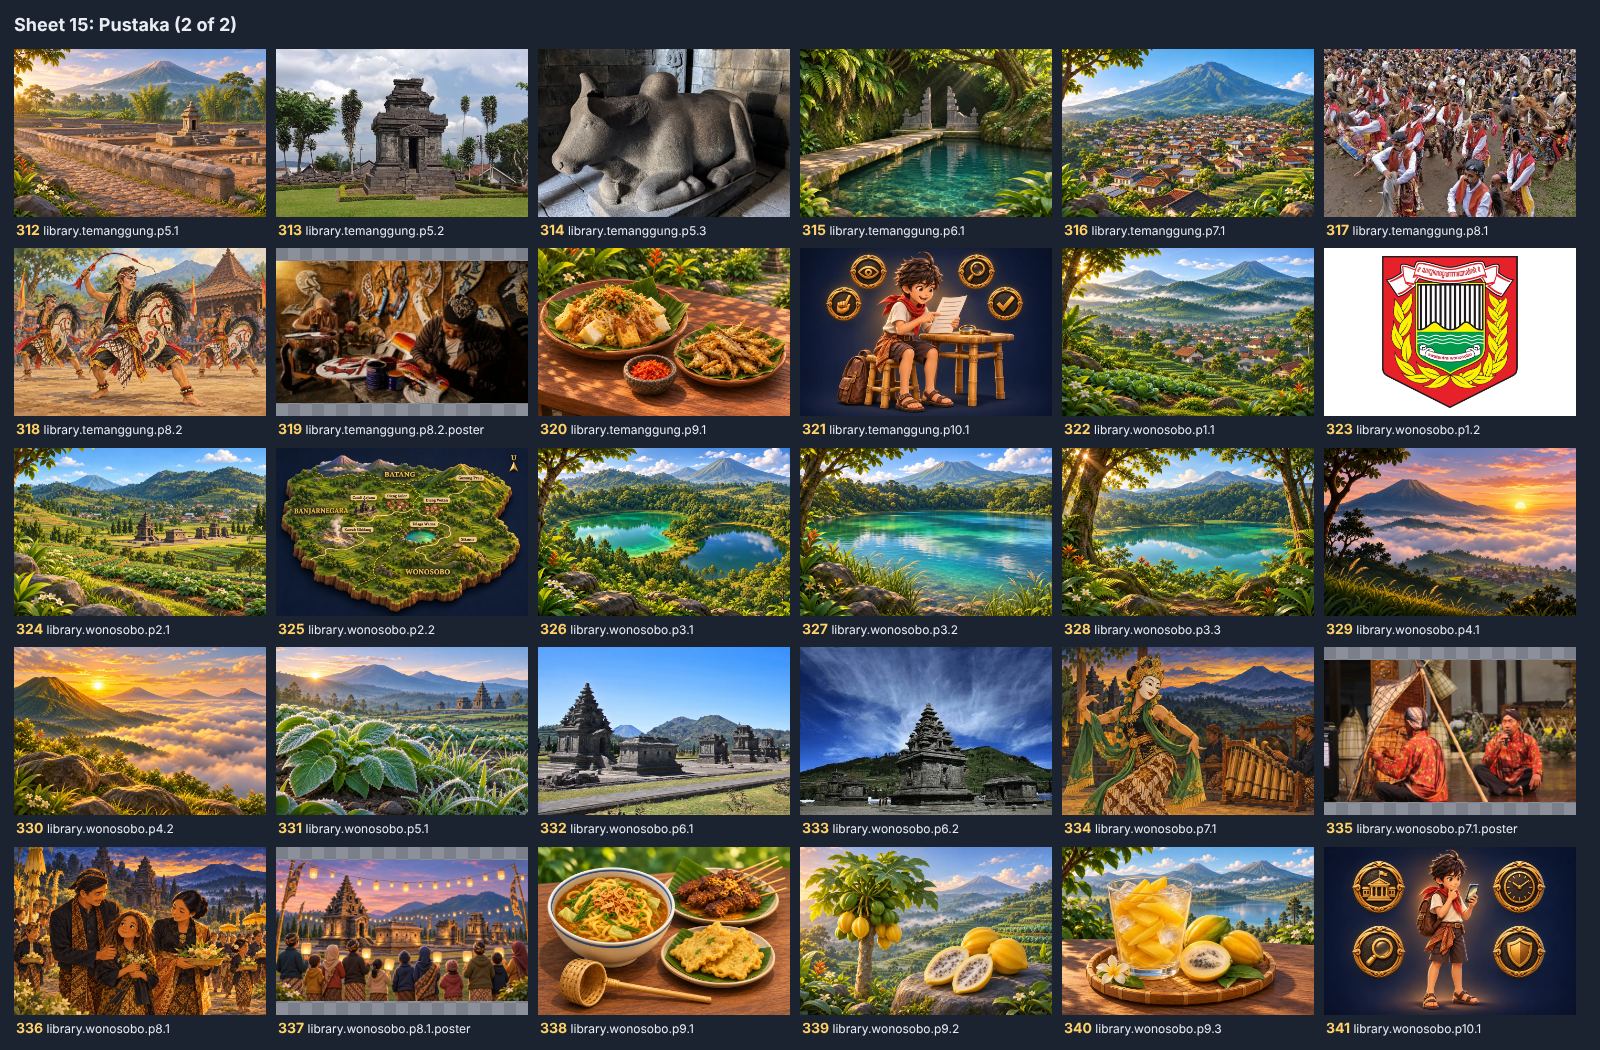 Sheet 15: Pustaka (2 of 2)
312 library.temanggung.p5.1
313 library.temanggung.p5.2
314 library.temanggung.p5.3
315 library.temanggung.p6.1
316 library.temanggung.p7.1
317 library.temanggung.p8.1
318 library.temanggung.p8.2
319 library.temanggung.p8.2.poster
320 library.temanggung.p9.1
321 library.temanggung.p10.1
322 library.wonosobo.p1.1
323 library.wonosobo.p1.2
324 library.wonosobo.p2.1
U
BATANG
BANJARNEGARA
Telaga Warna
Sikunir
WONOSOBO
325 library.wonosobo.p2.2
326 library.wonosobo.p3.1
327 library.wonosobo.p3.2
328 library.wonosobo.p3.3
329 library.wonosobo.p4.1
330 library.wonosobo.p4.2
331 library.wonosobo.p5.1
332 library.wonosobo.p6.1
333 library.wonosobo.p6.2
334 library.wonosobo.p7.1
335 library.wonosobo.p7.1.poster
336 library.wonosobo.p8.1
337 library.wonosobo.p8.1.poster
338 library.wonosobo.p9.1
339 library.wonosobo.p9.2
340 library.wonosobo.p9.3
341 library.wonosobo.p10.1